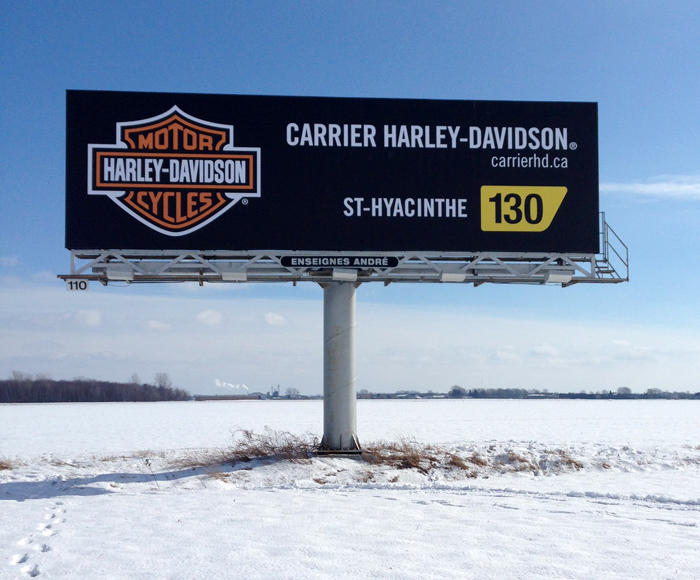 MOTOR
HARLEY-DAVIDSON
CYCLES
®
CARRIER HARLEY-DAVIDSON®
carrierhd.ca
ST-HYACINTHE 130
ENSEIGNES ANDRÉ
110